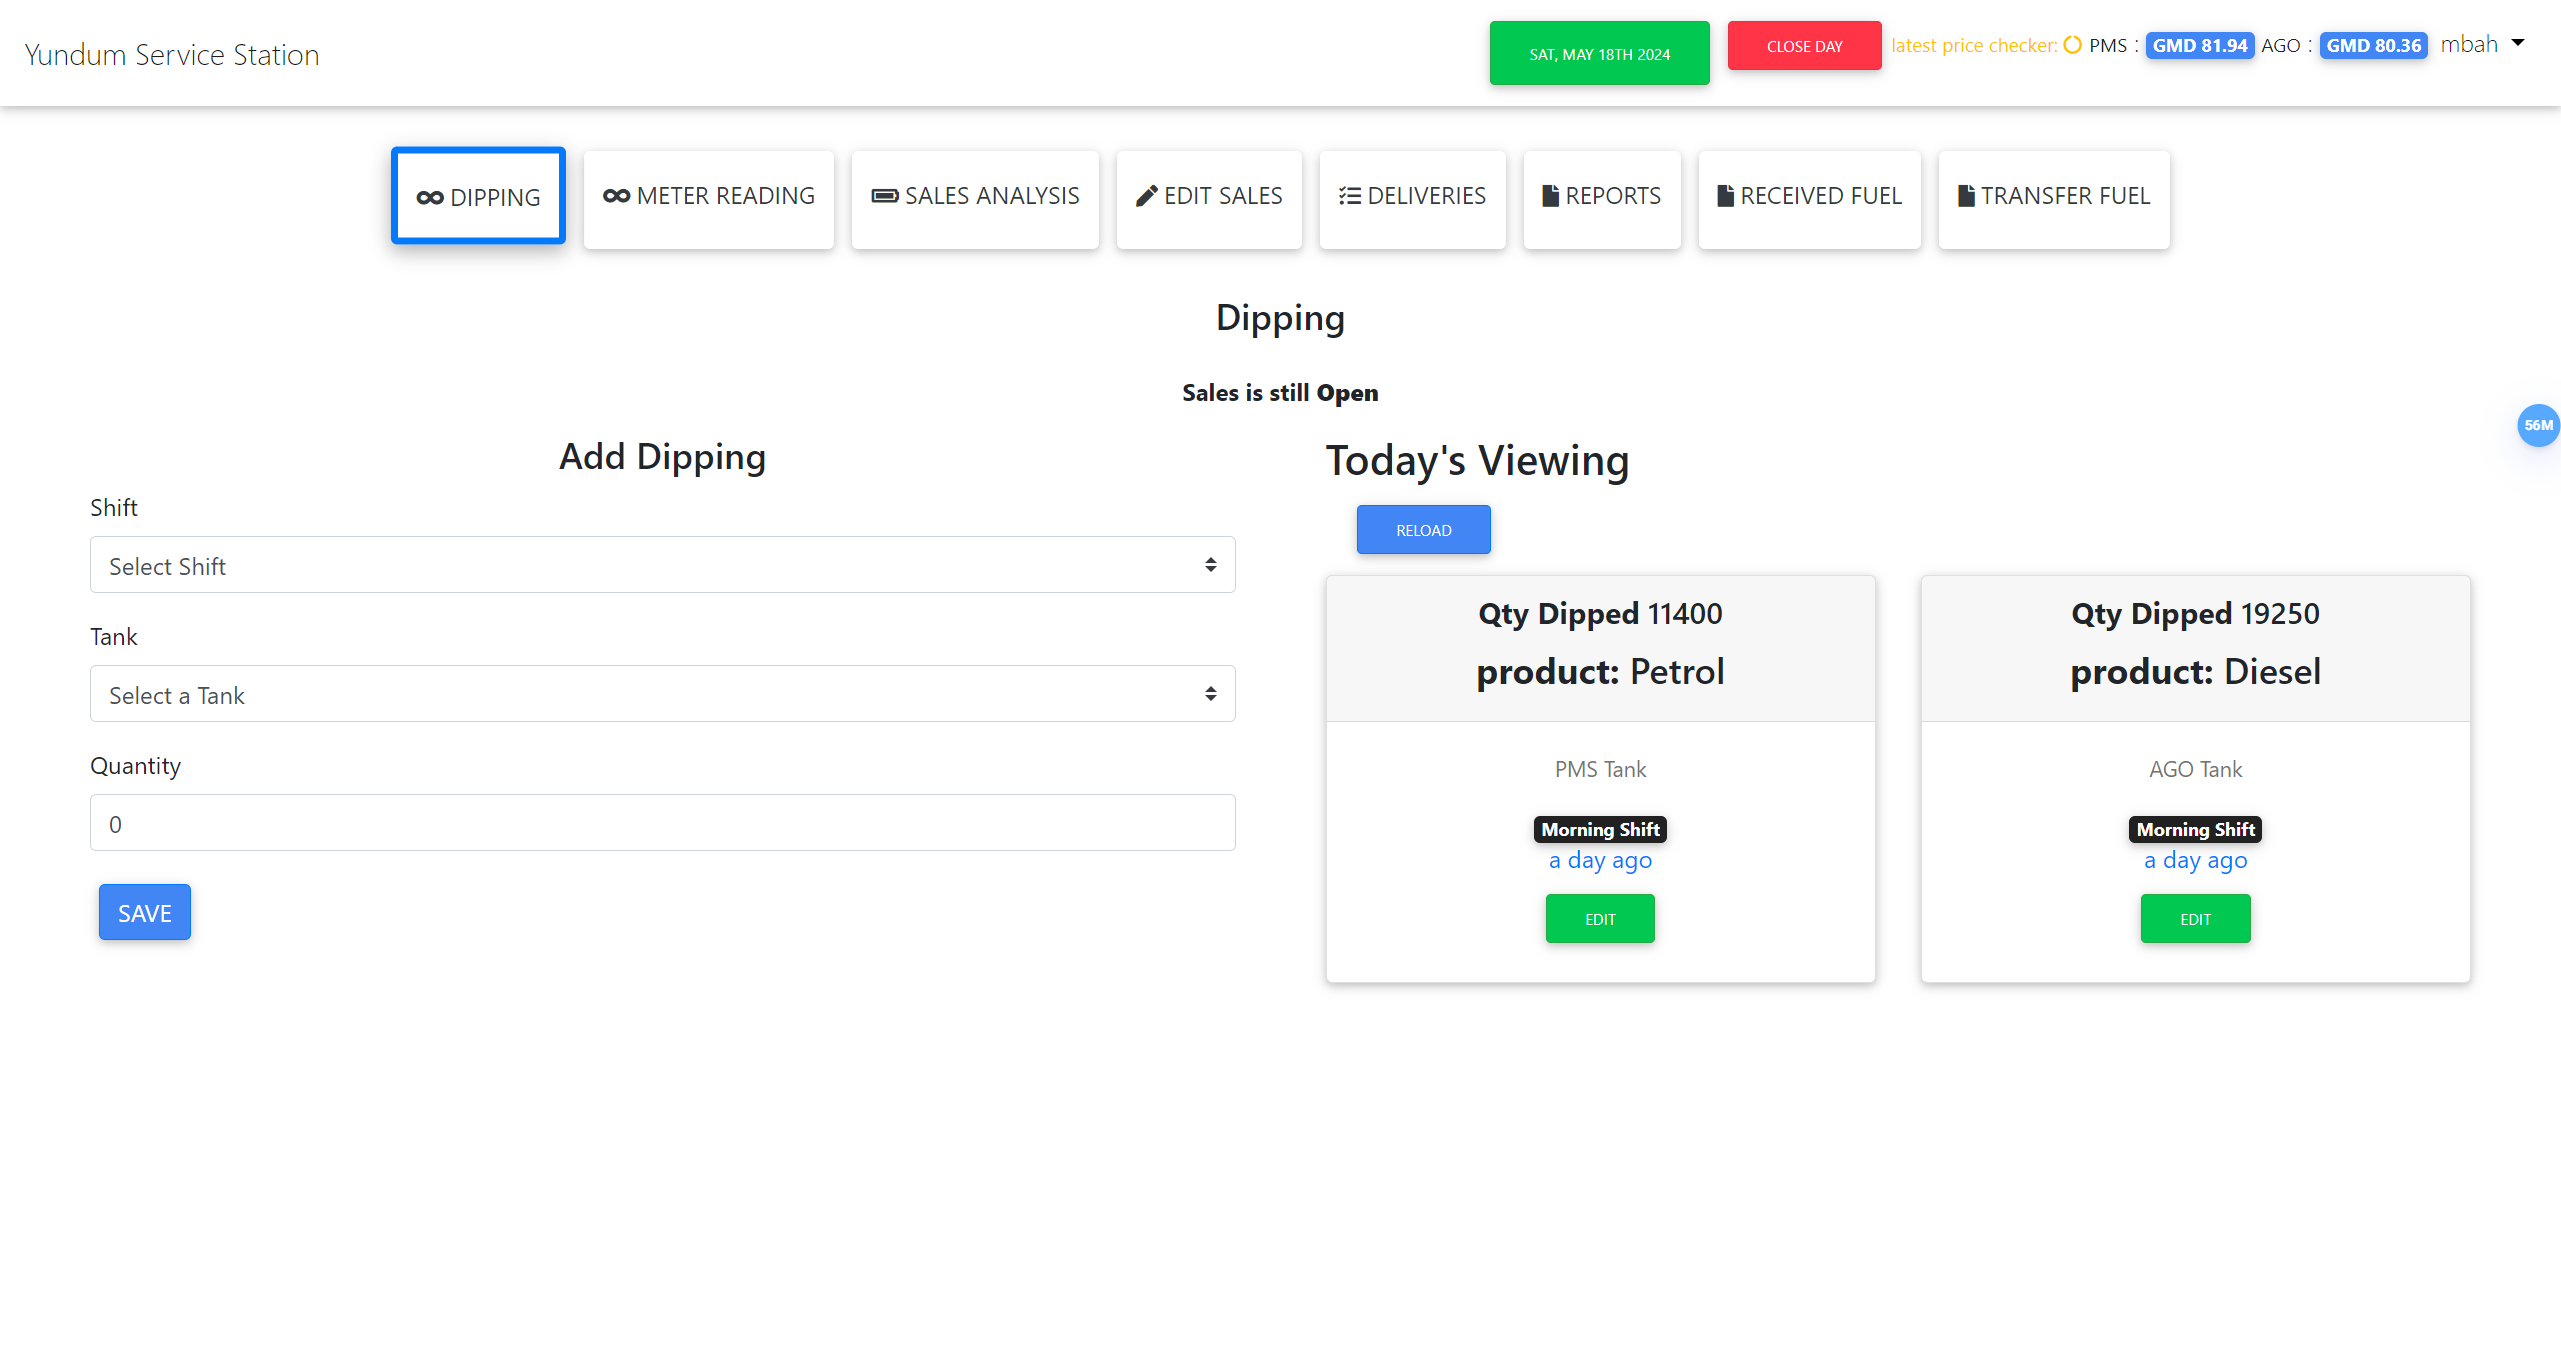 Yundum Service Station
SAT, MAY 18TH 2024
CLOSE DAY
latest price checker: PMS : GMD 81.94 AGO : GMD 80.36 mbah
DIPPING
METER READING
SALES ANALYSIS
EDIT SALES
DELIVERIES
REPORTS
RECEIVED FUEL
TRANSFER FUEL
Dipping
Sales is still Open
56M
Add Dipping
Shift
Select Shift
Tank
Select a Tank
Quantity
0
SAVE
Today's Viewing
RELOAD
Qty Dipped 11400
product: Petrol
PMS Tank
Morning Shift
a day ago
EDIT
Qty Dipped 19250
product: Diesel
AGO Tank
Morning Shift
a day ago
EDIT